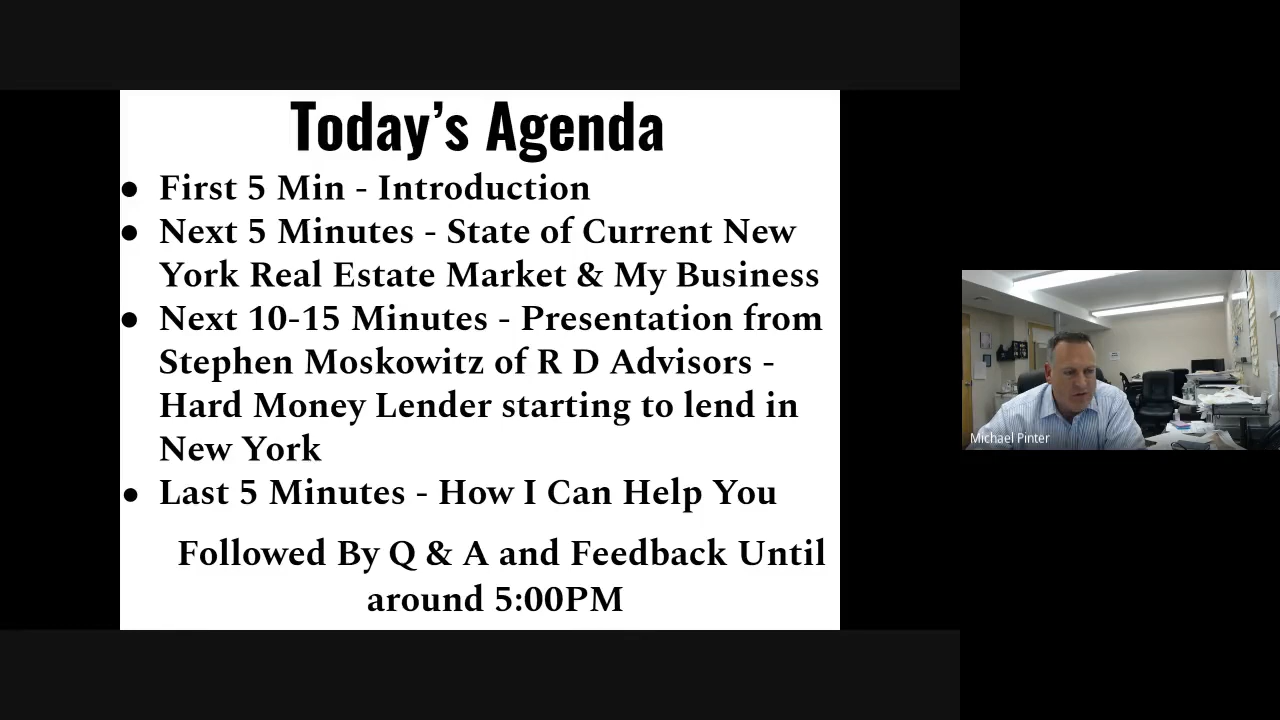 Today’s Agenda
● First 5 Min - Introduction
● Next 5 Minutes - State of Current New
York Real Estate Market & My Business
● Next 10-15 Minutes - Presentation from
Stephen Moskowitz of R D Advisors -
Hard Money Lender starting to lend in
New York
● Last 5 Minutes - How I Can Help You
Followed By Q & A and Feedback Until
around 5:00PM
Michael Pinter